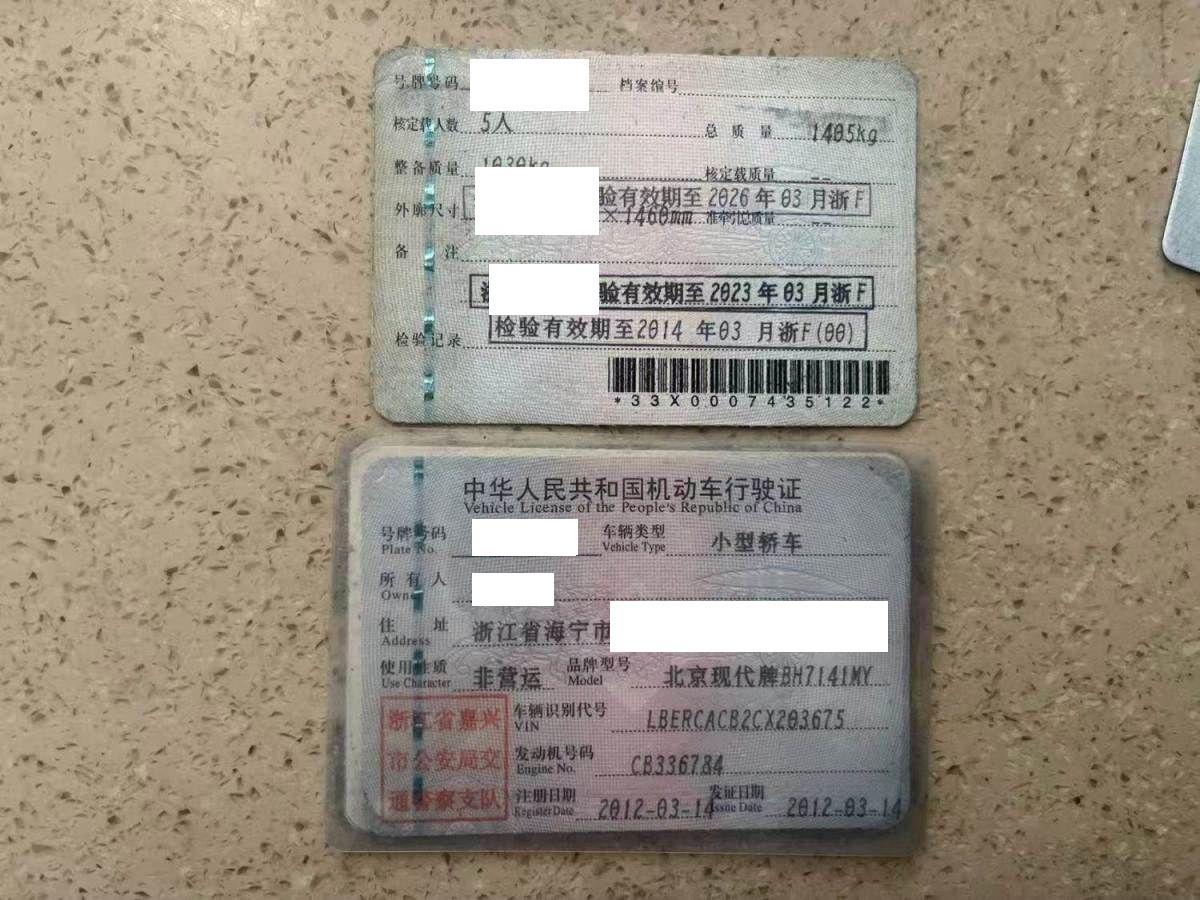 号牌号码 档案编号
核定载人数 5人 总质量 1405kg
整备质量 1030kg 核定载质量 --
验有效期至2026年03月浙F
外廓尺寸 ×1460mm 准牵引总质量 --
备注
验有效期至2023年03月浙F
检验有效期至2014年03月浙F(00)
检验记录
*33X0007435122*
中华人民共和国机动车行驶证
Vehicle License of the People's Republic of China
号牌号码 车辆类型 小型轿车
Plate No. Vehicle Type
所有人
Owner
住址 浙江省海宁市
Address
使用性质 非营运 品牌型号 北京现代牌BH7141MY
Use Character Model
浙江省嘉兴市公安局交通警察支队
车辆识别代号 LBERCACB2CX203675
VIN
发动机号码 CB336784
Engine No.
注册日期 2012-03-14 发证日期 2012-03-14
Register Date Issue Date